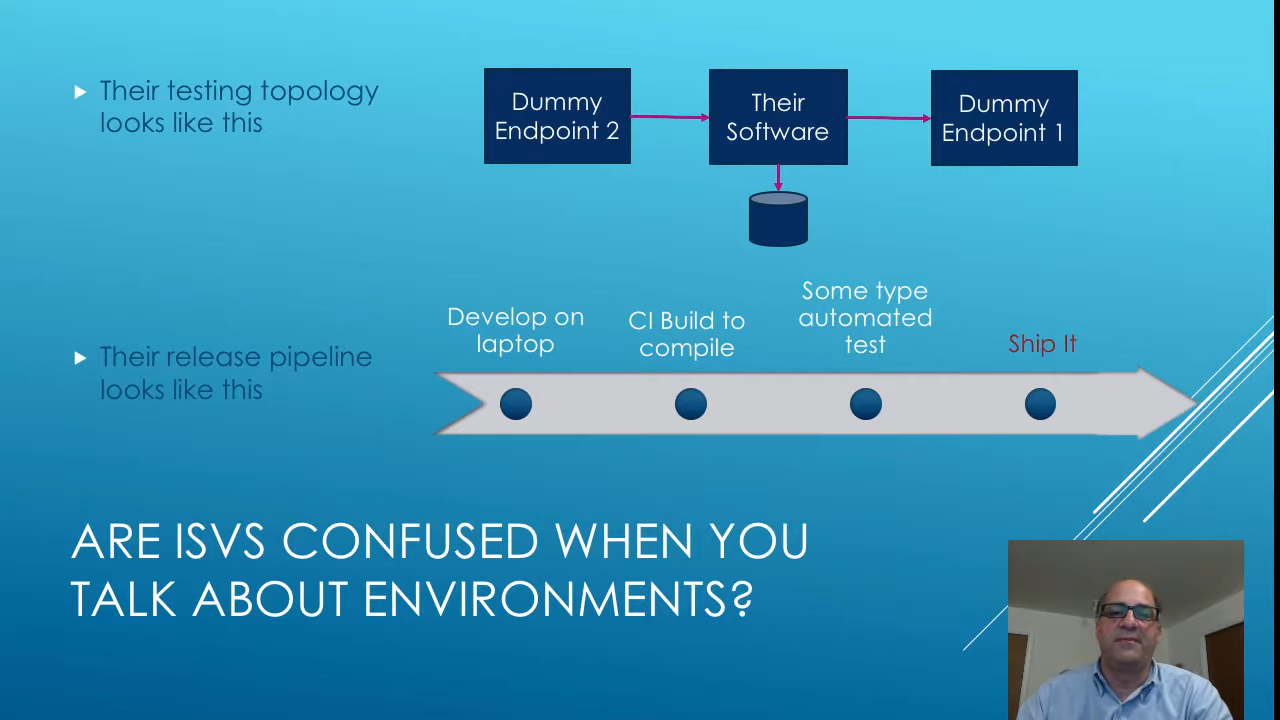 Their testing topology
looks like this
Dummy
Endpoint 2
Their
Software
Dummy
Endpoint 1
Their release pipeline
looks like this
Develop on
laptop
CI Build to
compile
Some type
automated
test
Ship It
ARE ISVS CONFUSED WHEN YOU
TALK ABOUT ENVIRONMENTS?